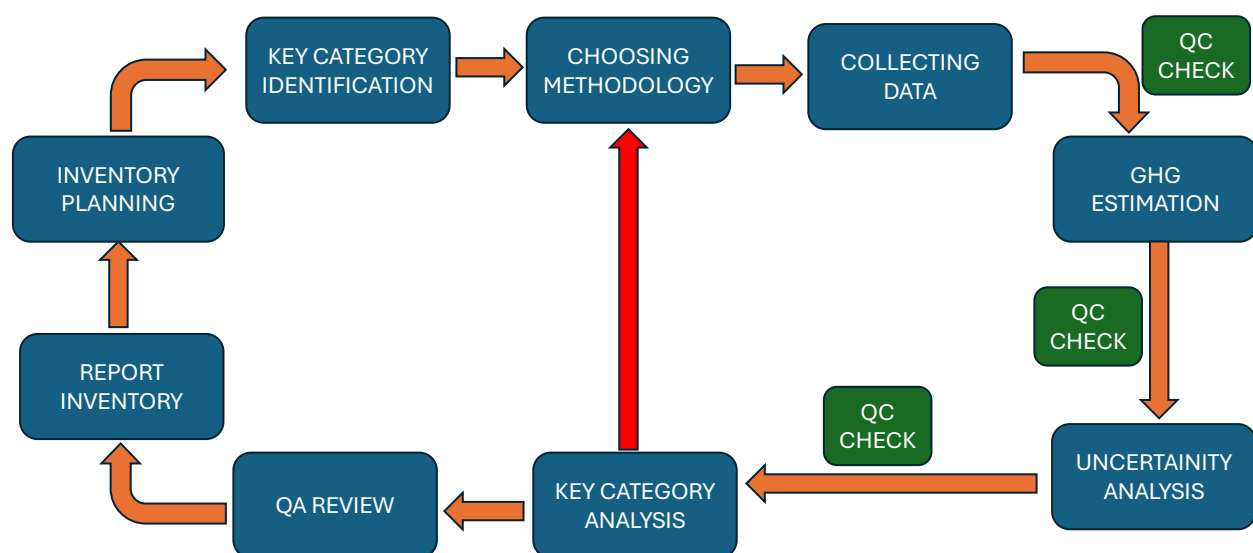 KEY CATEGORY
IDENTIFICATION
CHOOSING
METHODOLOGY
COLLECTING
DATA
QC
CHECK
INVENTORY
PLANNING
GHG
ESTIMATION
QC
CHECK
REPORT
INVENTORY
QC
CHECK
QA REVIEW
KEY CATEGORY
ANALYSIS
UNCERTAINITY
ANALYSIS